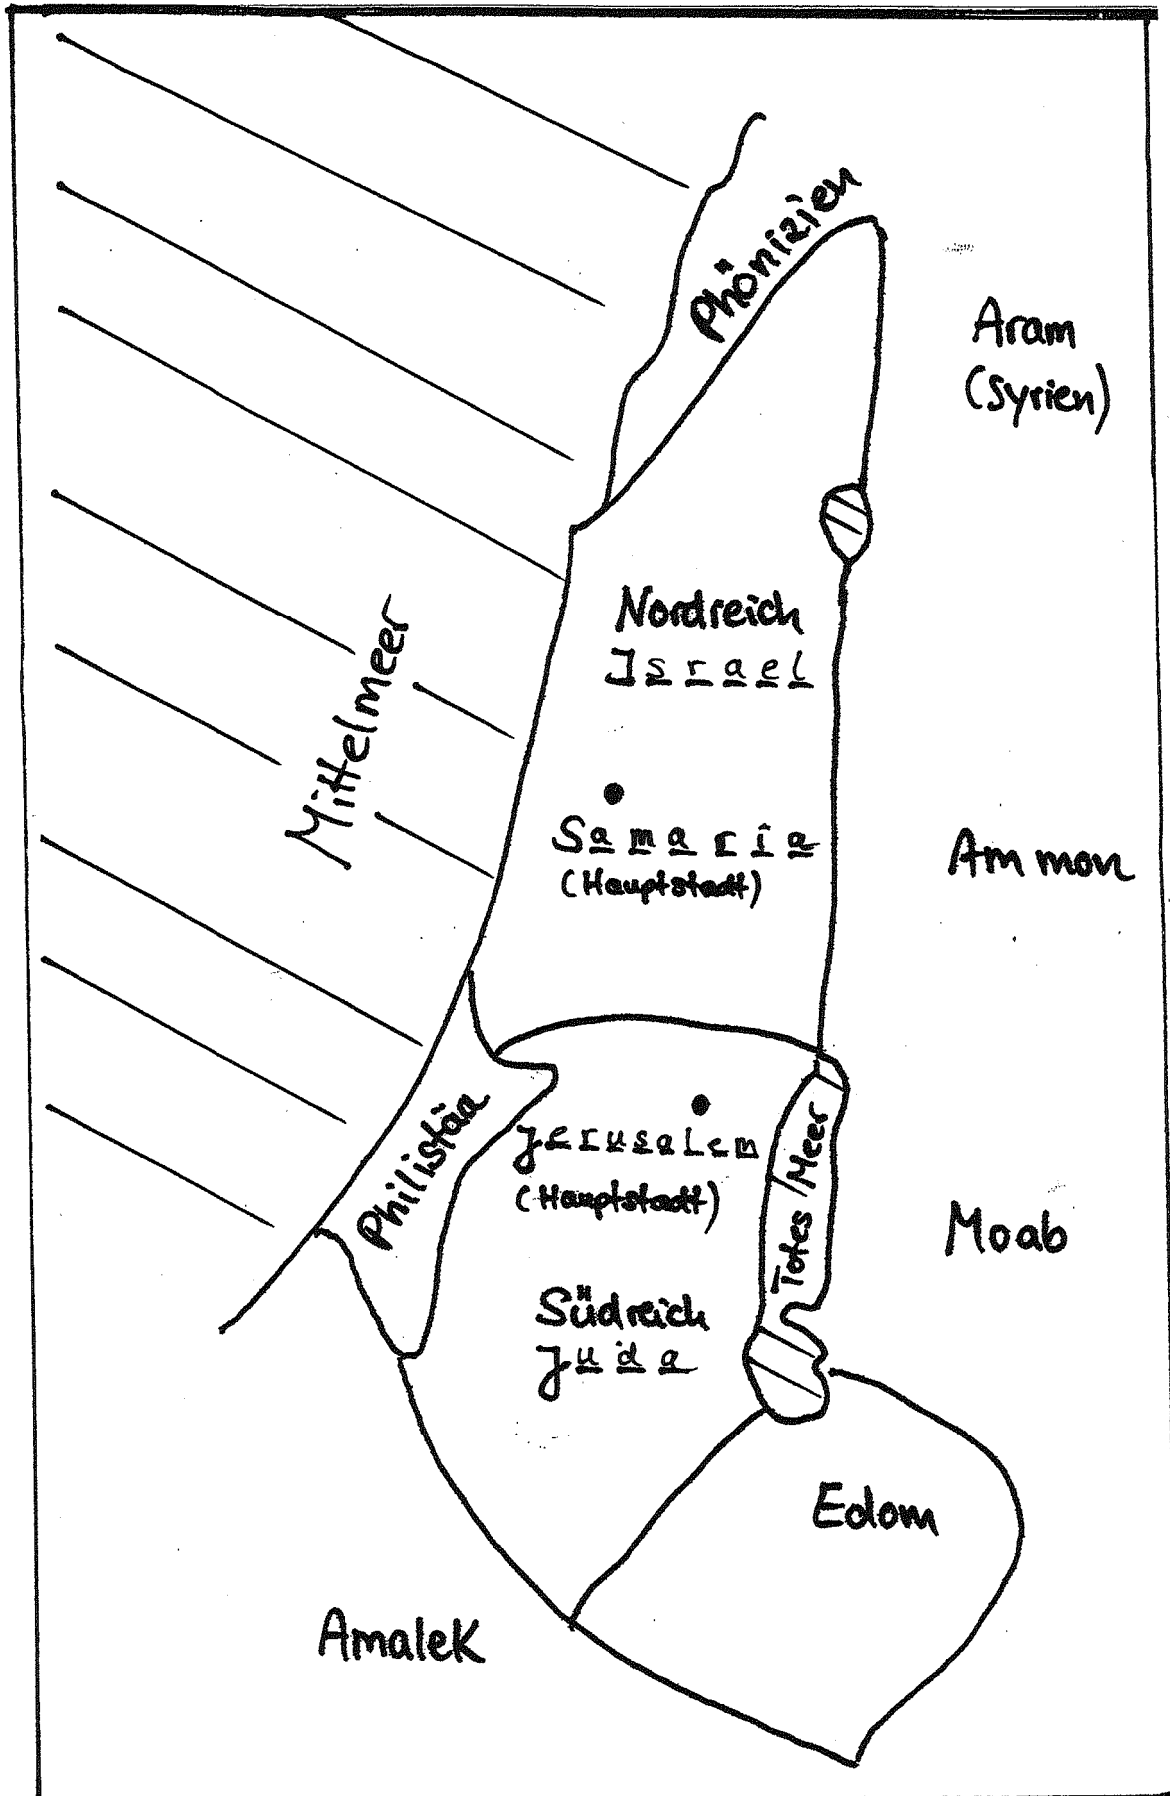 Phönizien
Aram
(Syrien)
Nordreich
Israel
Mittelmeer
Samaria
(Hauptstadt)
Ammon
Philistäa
Jerusalem
(Hauptstadt)
Totes Meer
Moab
Südreich
Juda
Edom
Amalek